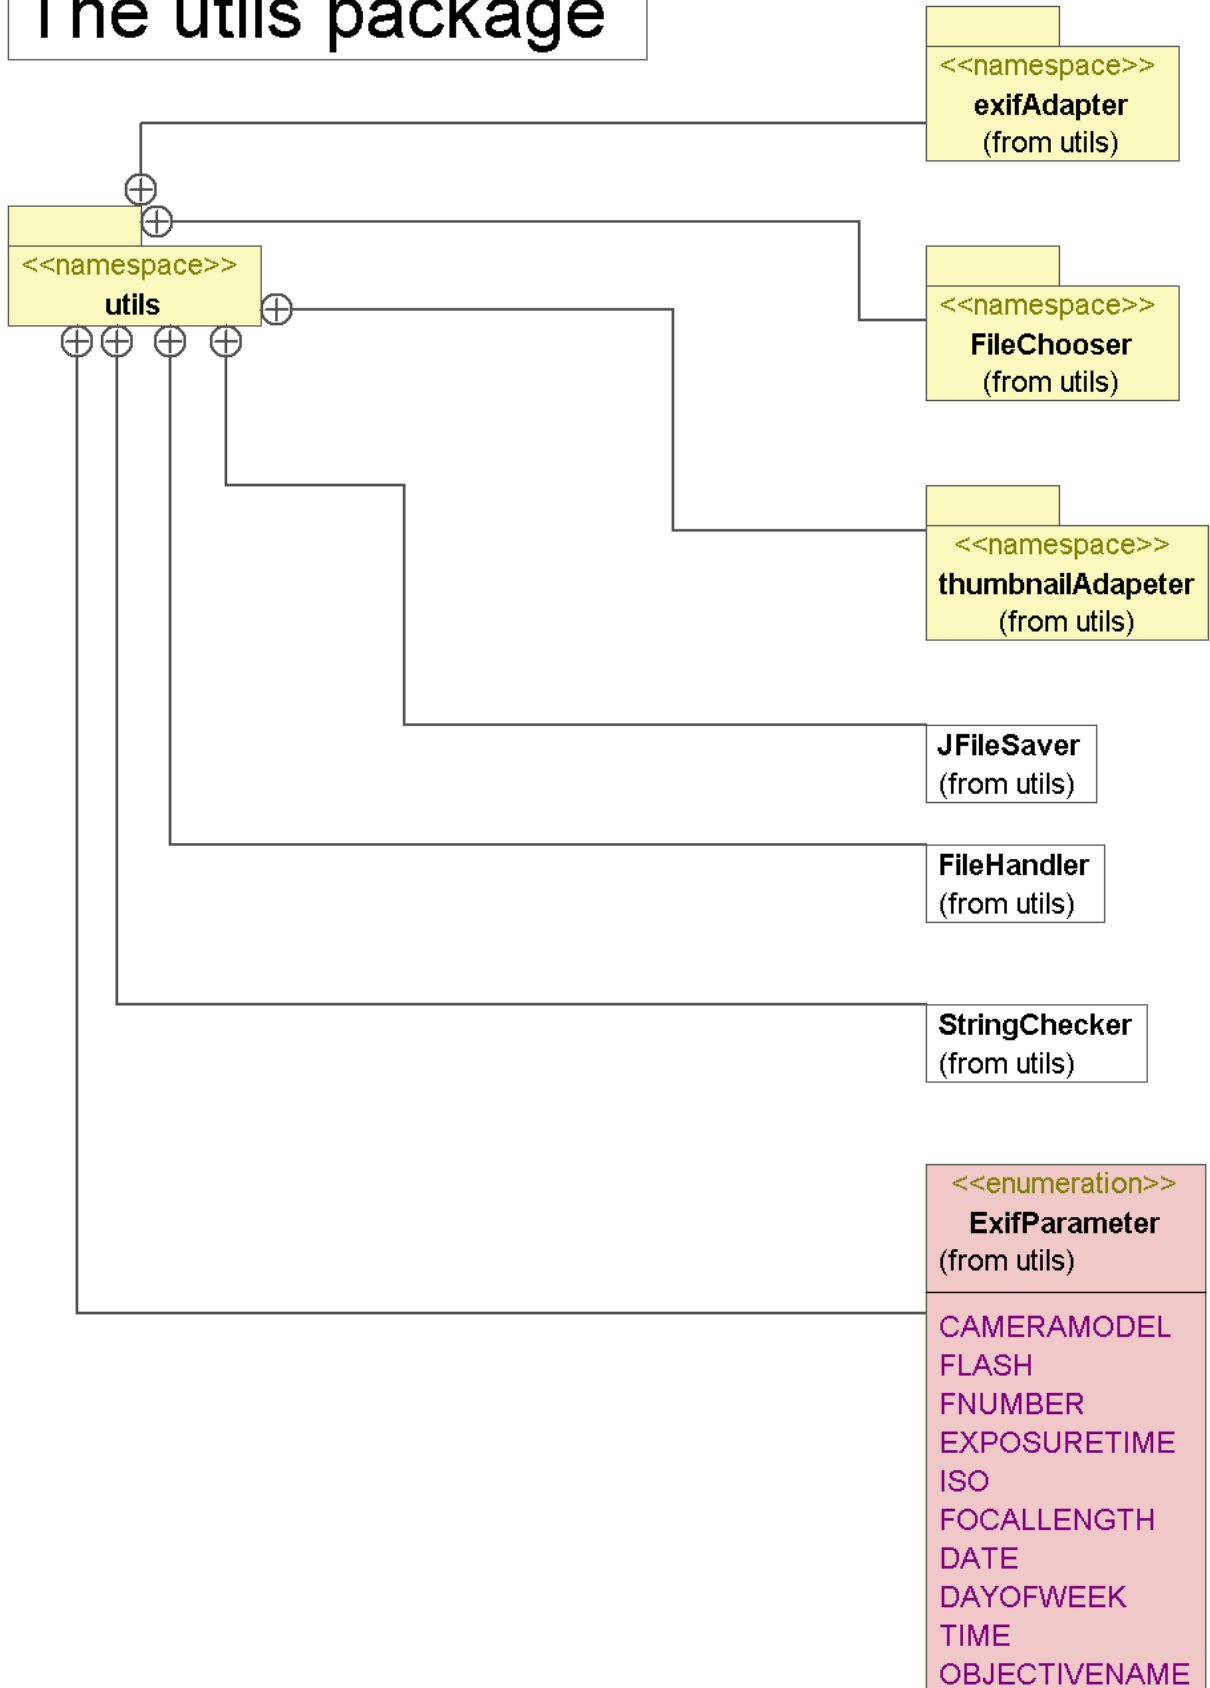 The utils package
<<namespace>>
exifAdapter
(from utils)
<<namespace>>
utils
<<namespace>>
FileChooser
(from utils)
<<namespace>>
thumbnailAdapeter
(from utils)
JFileSaver
(from utils)
FileHandler
(from utils)
StringChecker
(from utils)
<<enumeration>>
ExifParameter
(from utils)
CAMERAMODEL
FLASH
FNUMBER
EXPOSURETIME
ISO
FOCALLENGTH
DATE
DAYOFWEEK
TIME
OBJECTIVENAME